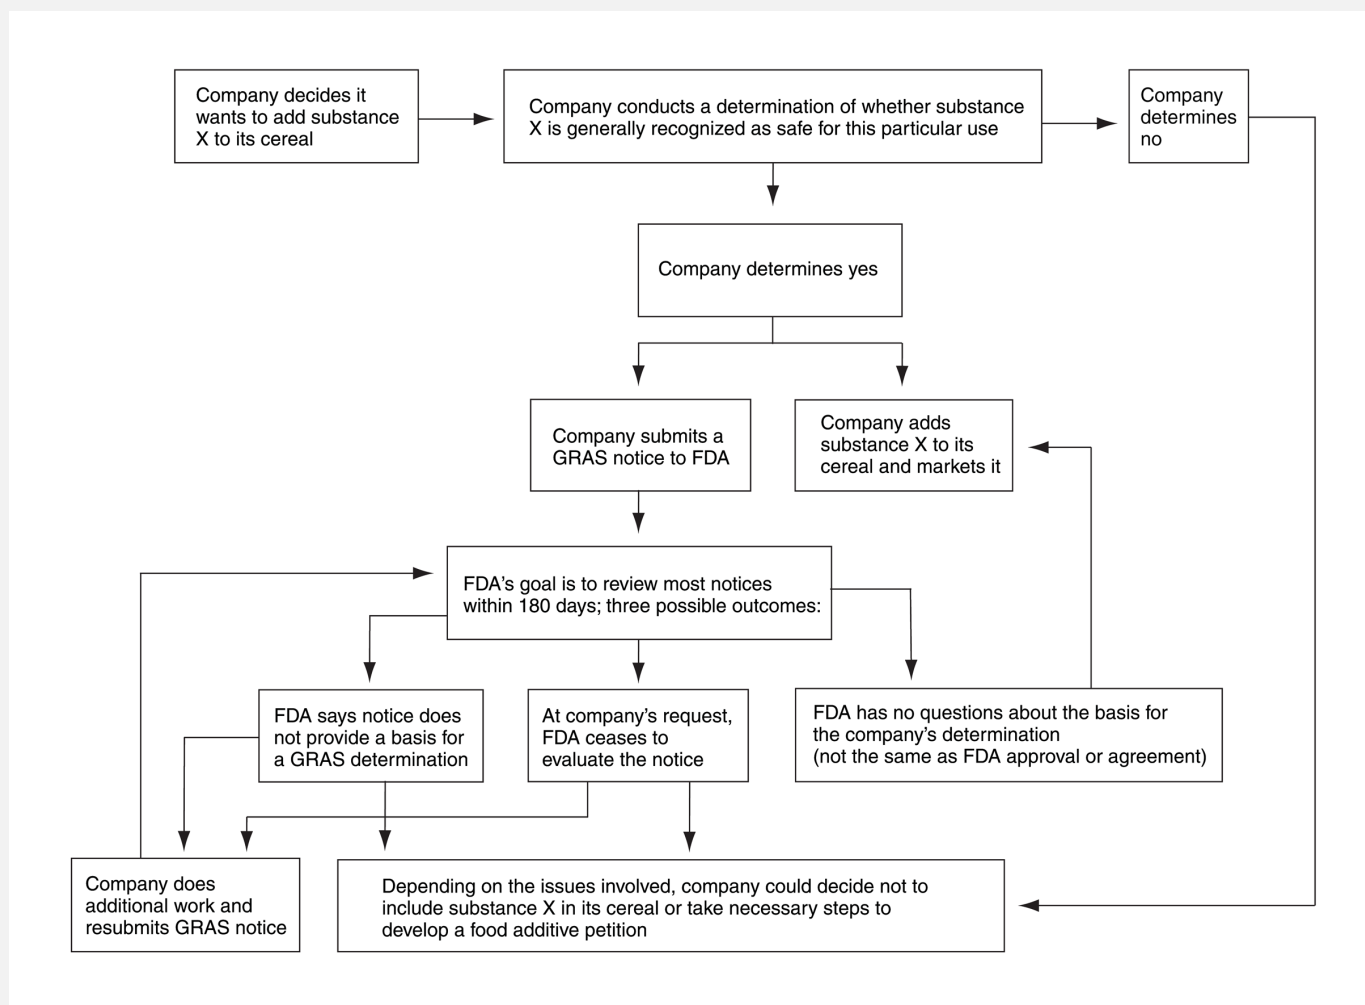 Company decides it
wants to add substance
X to its cereal
Company conducts a determination of whether substance
X is generally recognized as safe for this particular use
Company
determines
no
Company determines yes
Company submits a
GRAS notice to FDA
Company adds
substance X to its
cereal and markets it
FDA’s goal is to review most notices
within 180 days; three possible outcomes:
FDA says notice does
not provide a basis for
a GRAS determination
At company’s request,
FDA ceases to
evaluate the notice
FDA has no questions about the basis for
the company’s determination
(not the same as FDA approval or agreement)
Company does
additional work and
resubmits GRAS notice
Depending on the issues involved, company could decide not to
include substance X in its cereal or take necessary steps to
develop a food additive petition